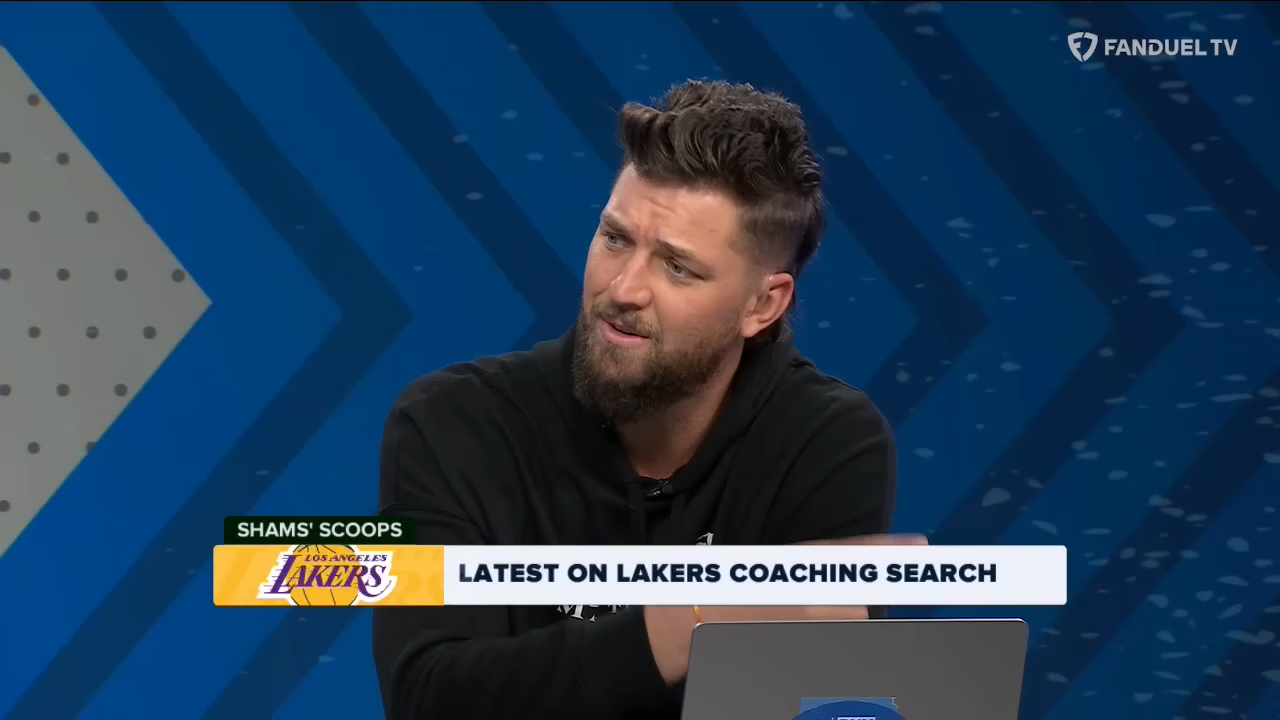 FANDUEL TV
SHAMS' SCOOPS
LOS ANGELES
LAKERS
LATEST ON LAKERS COACHING SEARCH